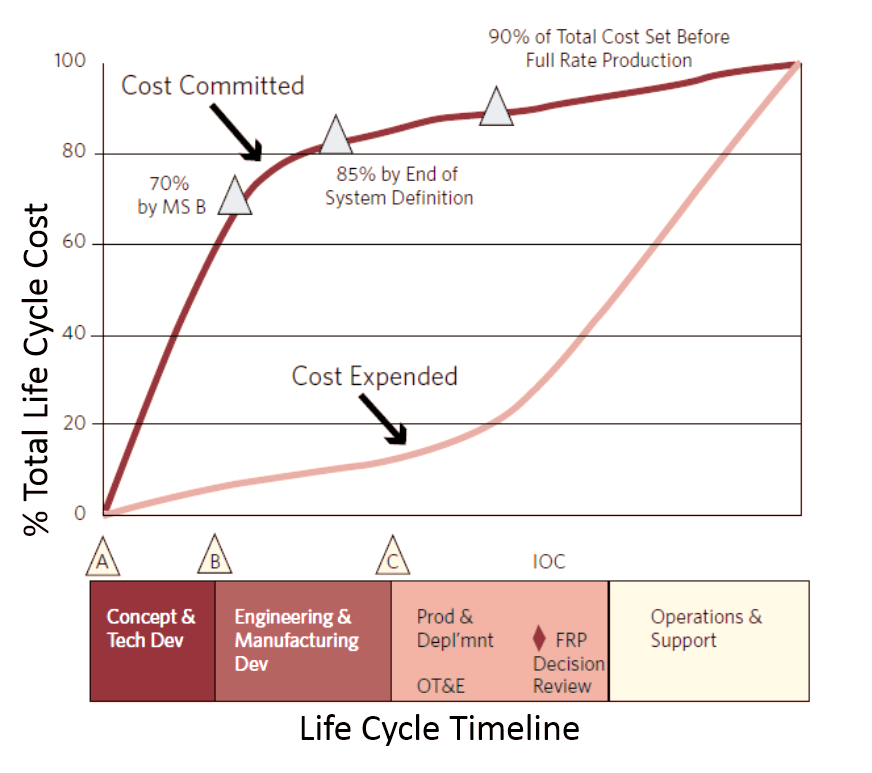 90% of Total Cost Set Before
Full Rate Production
100
Cost Committed
80
70%
by MS B
85% by End of
System Definition
60
% Total Life Cycle Cost
40
Cost Expended
20
0
A
B
C
IOC
Concept &
Tech Dev
Engineering &
Manufacturing
Dev
Prod &
Depl'mnt
OT&E
FRP
Decision
Review
Operations &
Support
Life Cycle Timeline